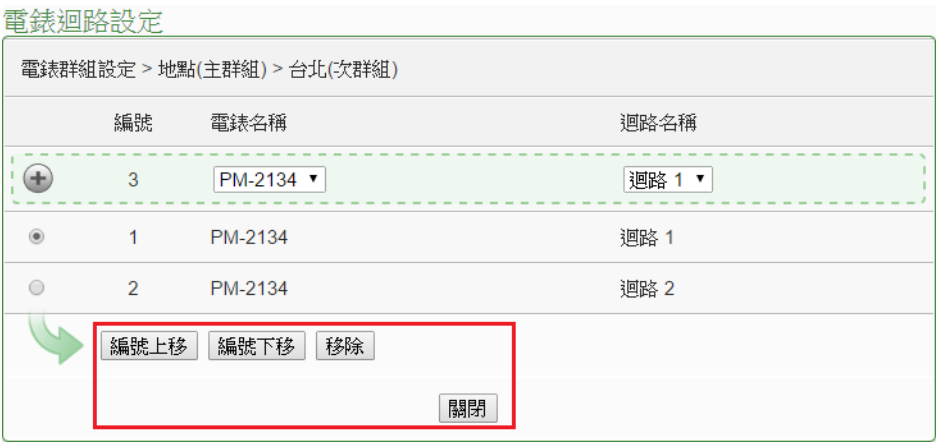 電錶迴路設定
電錶群組設定 > 地點(主群組) > 台北(次群組)
編號 電錶名稱 迴路名稱
3 PM-2134 迴路 1
1 PM-2134 迴路 1
2 PM-2134 迴路 2
編號上移 編號下移 移除
關閉